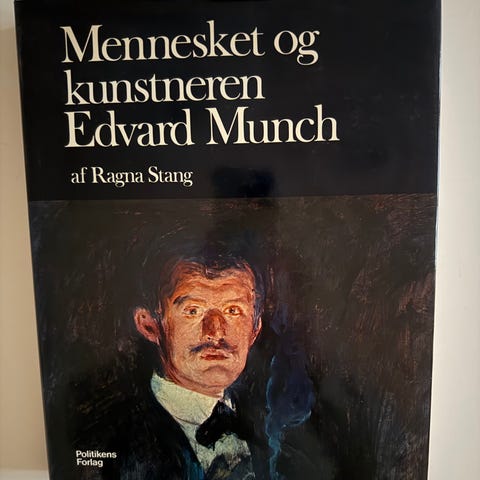 Mennesket og
kunstneren
Edvard Munch
af Ragna Stang
Politikens
Forlag